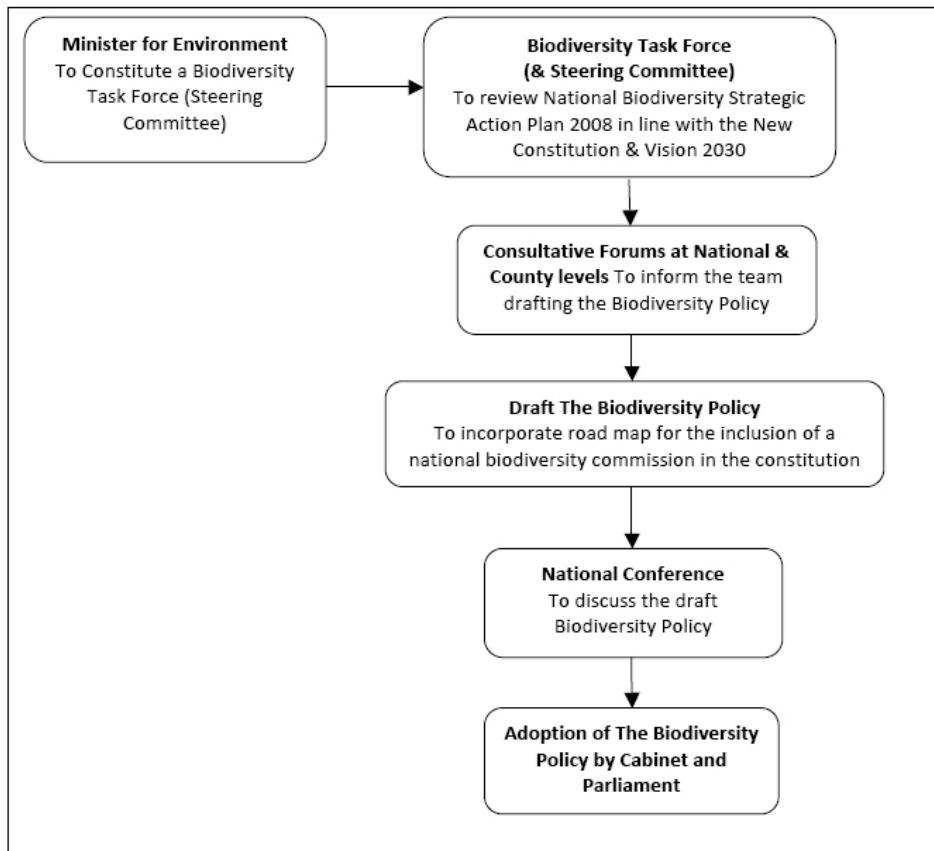 Minister for Environment
To Constitute a Biodiversity
Task Force (Steering
Committee)
Biodiversity Task Force
(& Steering Committee)
To review National Biodiversity Strategic
Action Plan 2008 in line with the New
Constitution & Vision 2030
Consultative Forums at National &
County levels To inform the team
drafting the Biodiversity Policy
Draft The Biodiversity Policy
To incorporate road map for the inclusion of a
national biodiversity commission in the constitution
National Conference
To discuss the draft
Biodiversity Policy
Adoption of The Biodiversity
Policy by Cabinet and
Parliament